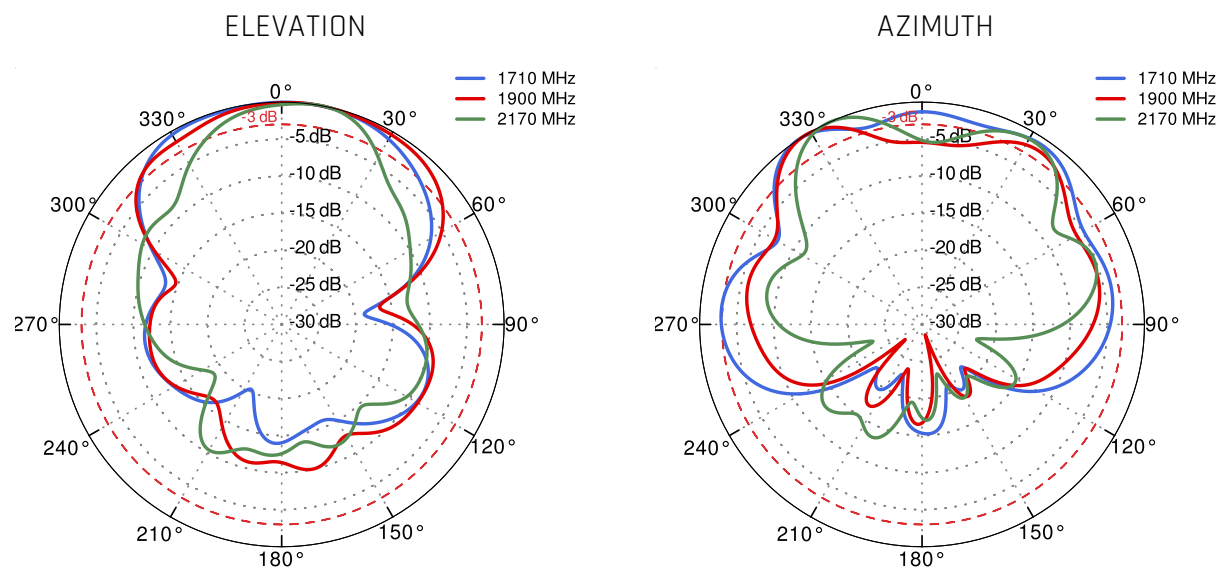 ELEVATION
1710 MHz
1900 MHz
2170 MHz
0°
330°
30°
-3 dB
-5 dB
-10 dB
300°
60°
-15 dB
-20 dB
-25 dB
-30 dB
270°
90°
240°
120°
210°
150°
180°
AZIMUTH
1710 MHz
1900 MHz
2170 MHz
0°
330°
30°
-3 dB
-5 dB
-10 dB
300°
60°
-15 dB
-20 dB
-25 dB
-30 dB
270°
90°
240°
120°
210°
150°
180°